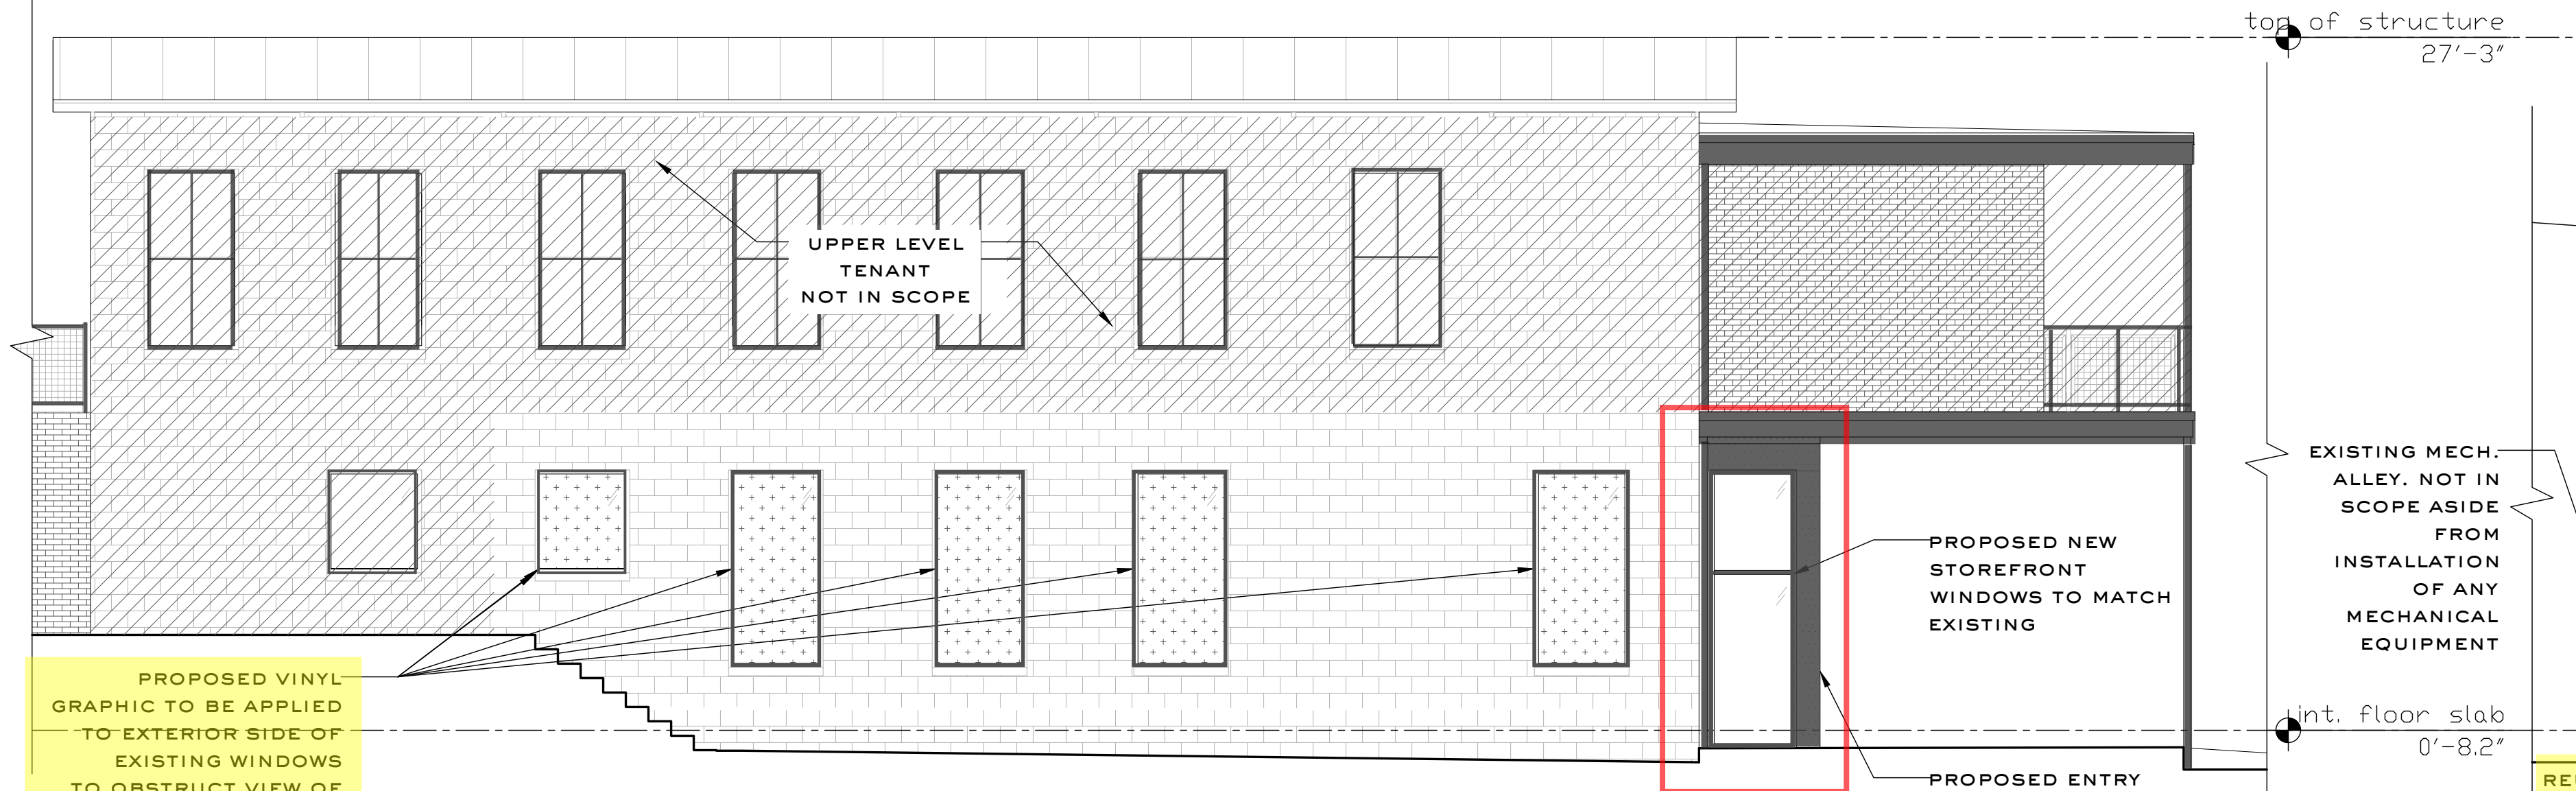 top of structure
27'-3"
UPPER LEVEL
TENANT
NOT IN SCOPE
EXISTING MECH.
ALLEY. NOT IN
SCOPE ASIDE
FROM
INSTALLATION
OF ANY
MECHANICAL
EQUIPMENT
PROPOSED NEW
STOREFRONT
WINDOWS TO MATCH
EXISTING
PROPOSED VINYL
GRAPHIC TO BE APPLIED
TO EXTERIOR SIDE OF
EXISTING WINDOWS
TO OBSTRUCT VIEW OF
int. floor slab
0'-8.2"
PROPOSED ENTRY